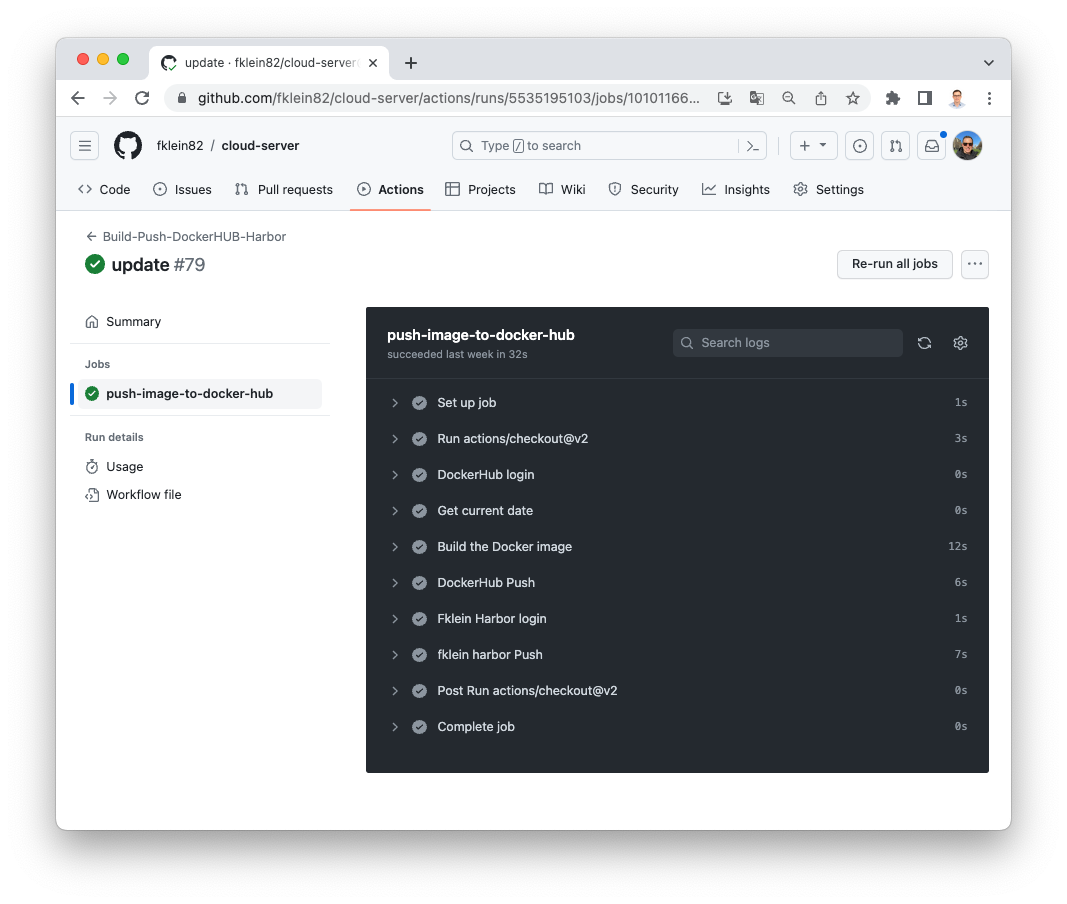 update · fklein82/cloud-server
github.com/fklein82/cloud-server/actions/runs/5535195103/jobs/10101166...
fklein82 / cloud-server
Type / to search
Code Issues Pull requests Actions Projects Wiki Security Insights Settings
Build-Push-DockerHUB-Harbor
update #79
Re-run all jobs
Summary
Jobs
push-image-to-docker-hub
Run details
Usage
Workflow file
push-image-to-docker-hub
succeeded last week in 32s
Search logs
Set up job 1s
Run actions/checkout@v2 3s
DockerHub login 0s
Get current date 0s
Build the Docker image 12s
DockerHub Push 6s
Fklein Harbor login 1s
fklein harbor Push 7s
Post Run actions/checkout@v2 0s
Complete job 0s